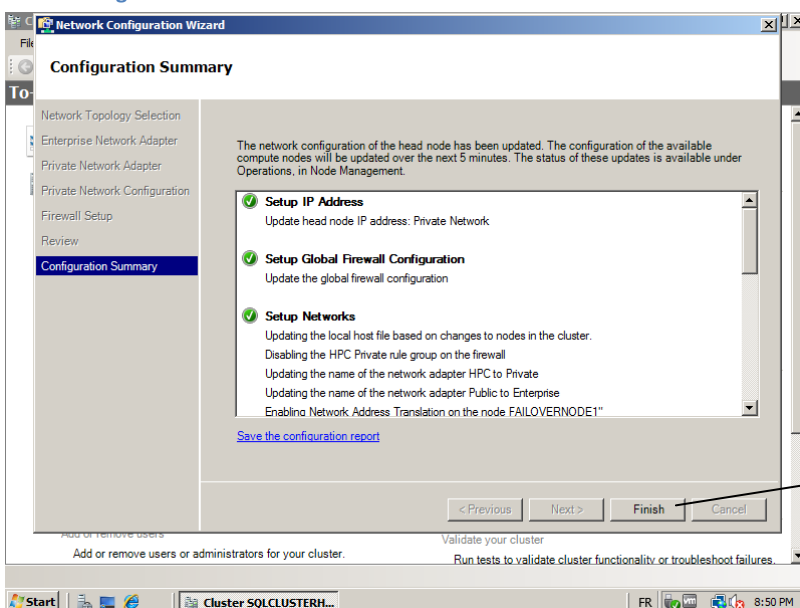 Network Configuration Wizard
File
Configuration Summary
To-
Network Topology Selection
Enterprise Network Adapter
Private Network Adapter
Private Network Configuration
Firewall Setup
Review
Configuration Summary
The network configuration of the head node has been updated. The configuration of the available
compute nodes will be updated over the next 5 minutes. The status of these updates is available under
Operations, in Node Management.
Setup IP Address
Update head node IP address: Private Network
Setup Global Firewall Configuration
Update the global firewall configuration
Setup Networks
Updating the local host file based on changes to nodes in the cluster.
Disabling the HPC Private rule group on the firewall
Updating the name of the network adapter HPC to Private
Updating the name of the network adapter Public to Enterprise
Enabling Network Address Translation on the node FAILOVERNODE1"
Save the configuration report
< Previous Next > Finish Cancel
Add or remove users
Validate your cluster
Add or remove users or administrators for your cluster.
Run tests to validate cluster functionality or troubleshoot failures.
Start Cluster SQLCLUSTERH... FR 8:50 PM